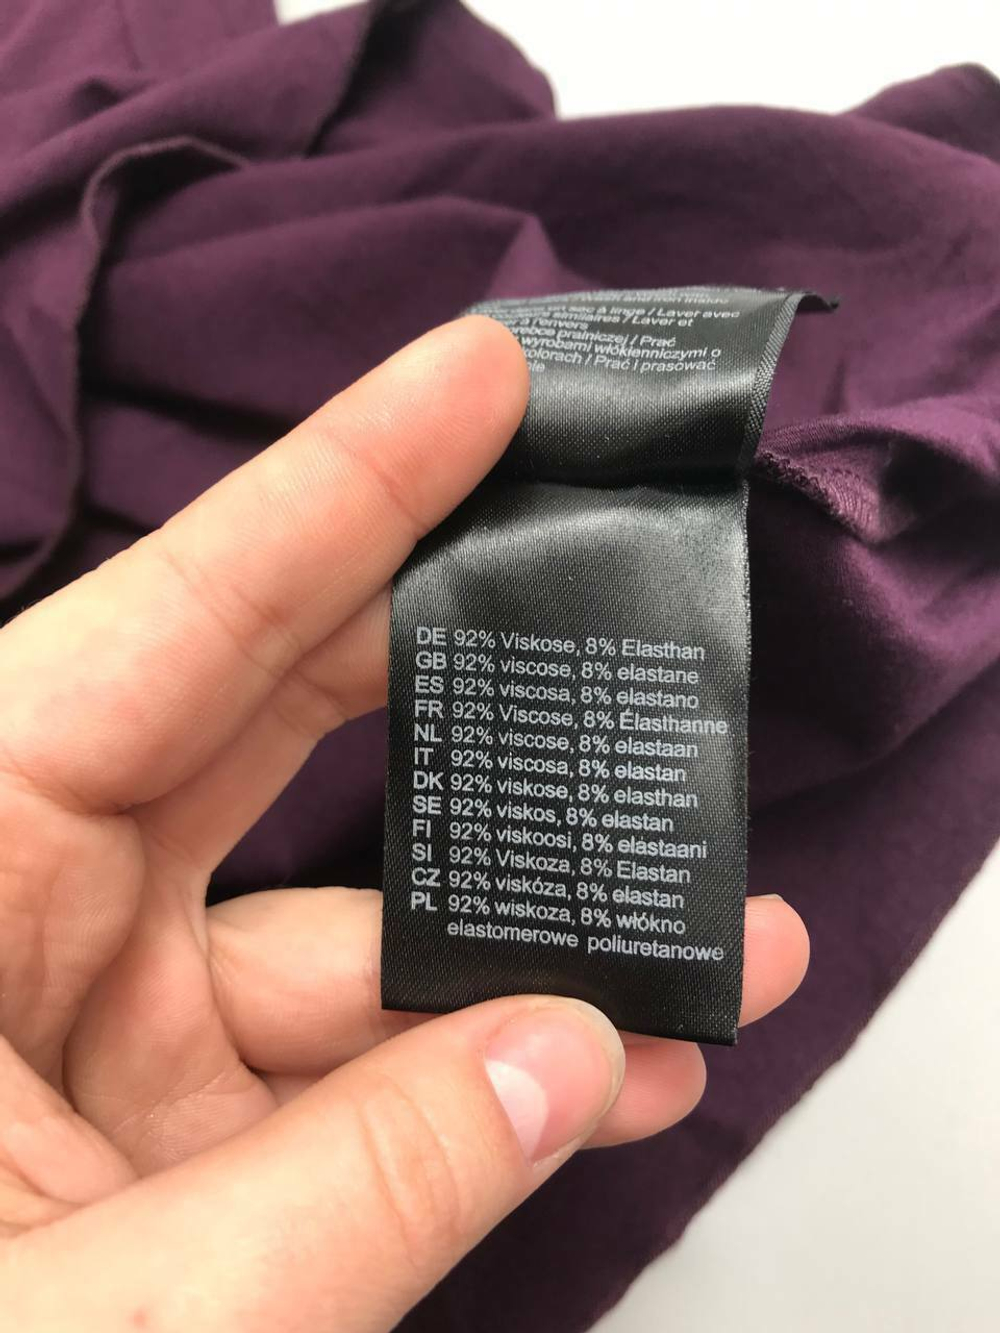 sac à linge / Laver avec
similaires / Laver et
à l'envers
pralniczej / Prać
wyrobami włókienniczymi o
kolorach / Prać i prasować
DE 92% Viskose, 8% Elasthan
GB 92% viscose, 8% elastane
ES 92% viscosa, 8% elastano
FR 92% Viscose, 8% Élasthanne
NL 92% viscose, 8% elastaan
IT 92% viscosa, 8% elastan
DK 92% viskose, 8% elasthan
SE 92% viskos, 8% elastan
FI 92% viskoosi, 8% elastaani
SI 92% Viskoza, 8% Elastan
CZ 92% viskóza, 8% elastan
PL 92% wiskoza, 8% włókno
elastomerowe poliuretanowe